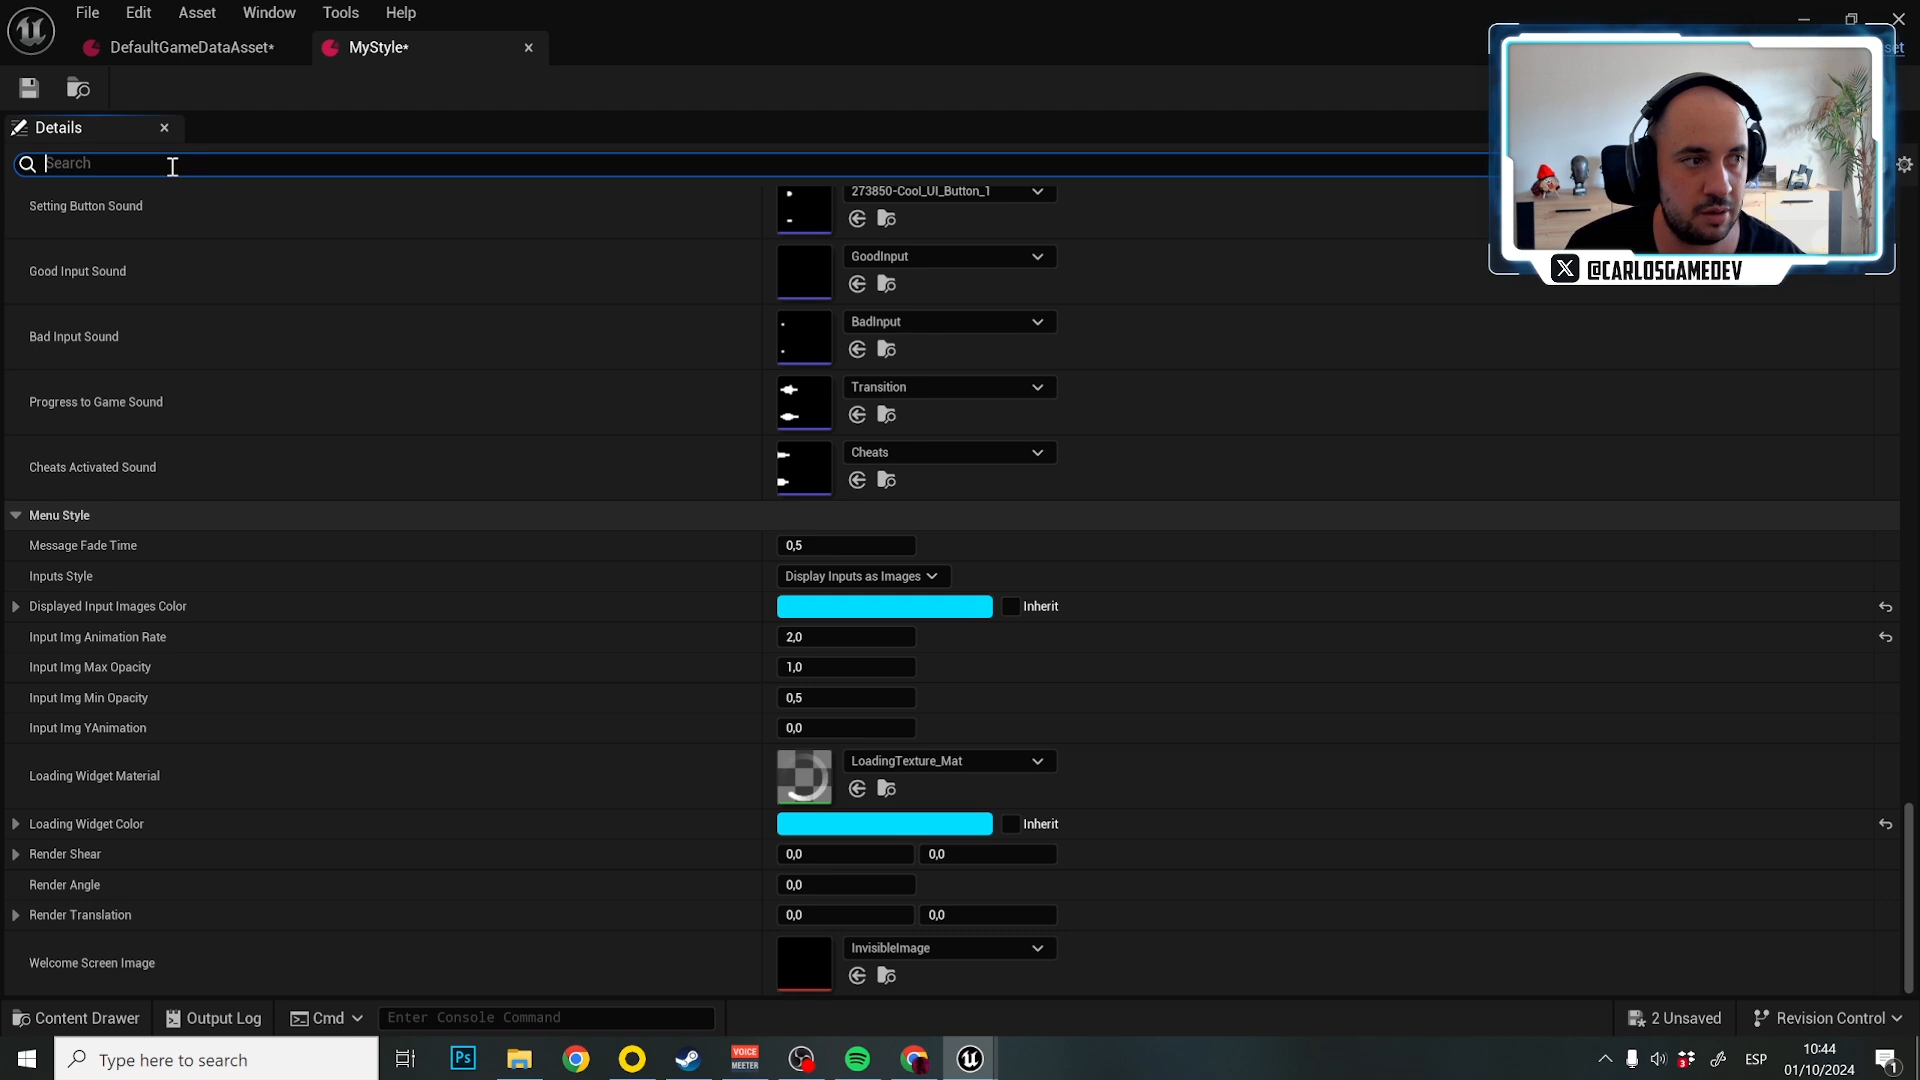 File Edit Asset Window Tools Help
DefaultGameDataAsset* MyStyle*
set
Details
Search
Setting Button Sound 273850-Cool_UI_Button_1
Good Input Sound GoodInput
Bad Input Sound BadInput
Progress to Game Sound Transition
Cheats Activated Sound Cheats
Menu Style
Message Fade Time 0,5
Inputs Style Display Inputs as Images
Displayed Input Images Color Inherit
Input Img Animation Rate 2,0
Input Img Max Opacity 1,0
Input Img Min Opacity 0,5
Input Img YAnimation 0,0
Loading Widget Material LoadingTexture_Mat
Loading Widget Color Inherit
Render Shear 0,0 0,0
Render Angle 0,0
Render Translation 0,0 0,0
Welcome Screen Image InvisibleImage
X @CARLOSGAMEDEV
Content Drawer Output Log Cmd Enter Console Command 2 Unsaved Revision Control
Type here to search Ps VOICE MEETER 3 ESP 10:44 1
01/10/2024